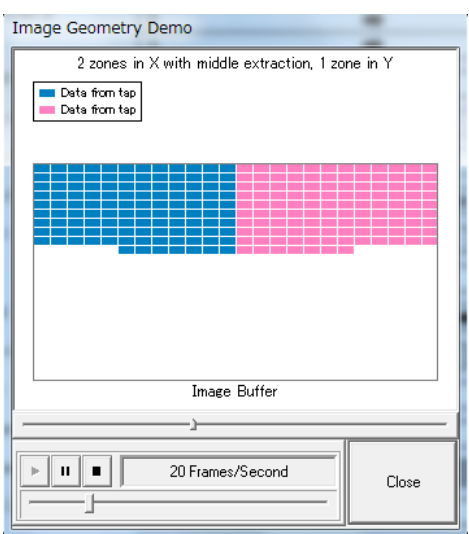 Image Geometry Demo
2 zones in X with middle extraction, 1 zone in Y
Data from tap
Data from tap
Image Buffer
20 Frames/Second
Close